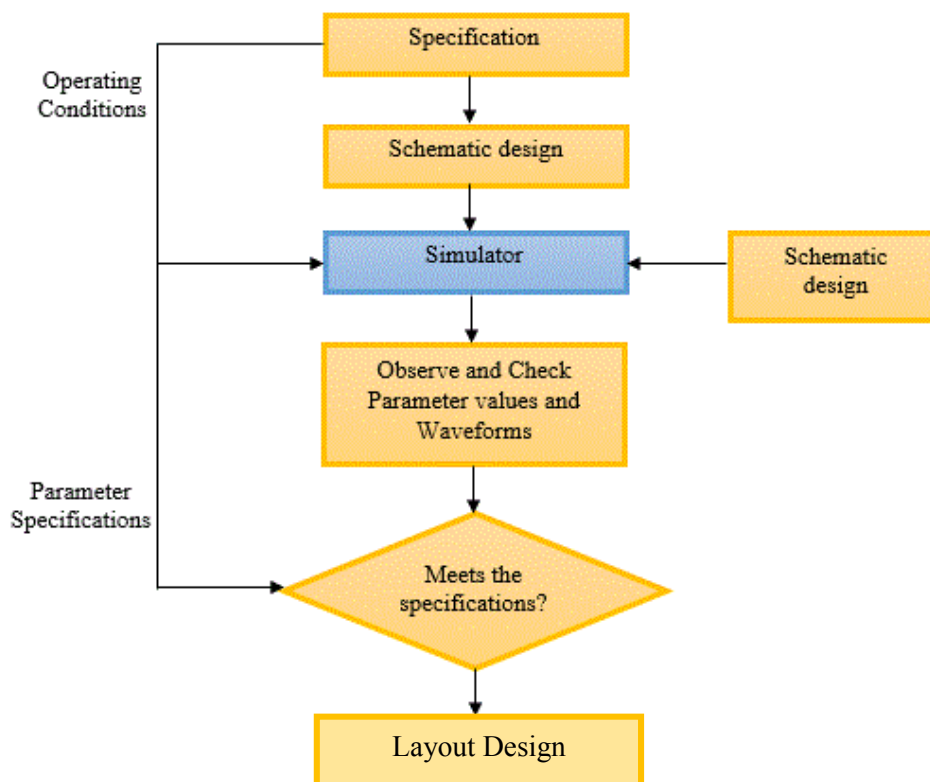 Specification
Operating
Conditions
Schematic design
Simulator
Schematic
design
Observe and Check
Parameter values and
Waveforms
Parameter
Specifications
Meets the
specifications?
Layout Design